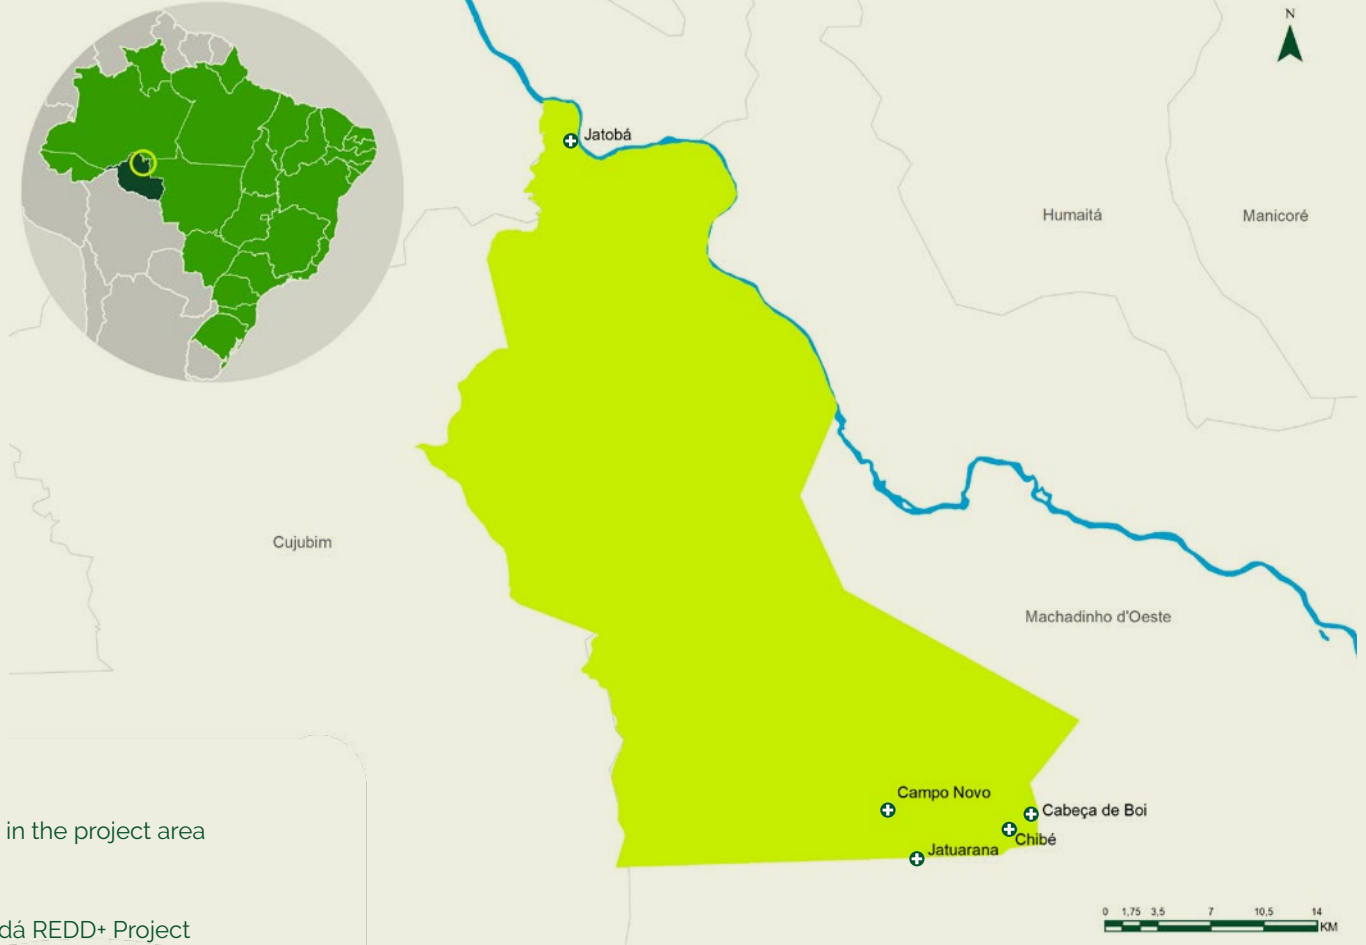 N
Jatobá
Humaitá
Manicoré
Cujubim
Machadinho d'Oeste
Campo Novo
Cabeça de Boi
Chibé
Jatuarana
in the project area
dá REDD+ Project
0 1,75 3,5 7 10,5 14
KM